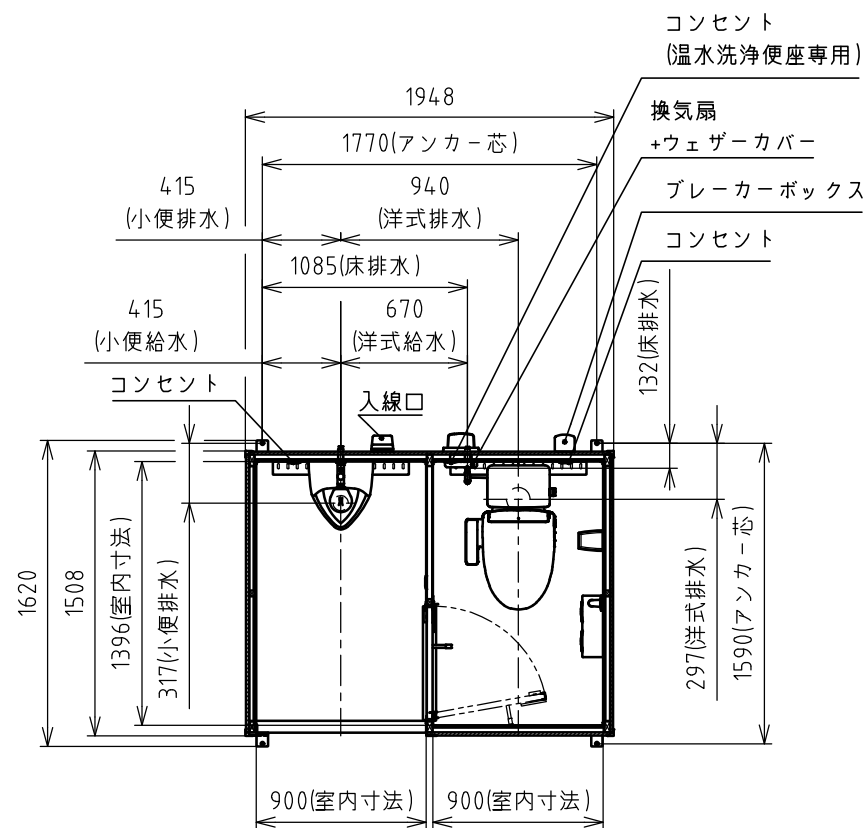 コンセント
(温水洗浄便座専用)
換気扇
+ウェザーカバー
ブレーカーボックス
コンセント
1948
1770(アンカー芯)
415
(小便排水)
940
(洋式排水)
1085(床排水)
415
(小便給水)
670
(洋式給水)
132(床排水)
コンセント
入線口
1620
1508
1396(室内寸法)
317(小便排水)
297(洋式排水)
1590(アンカー芯)
900(室内寸法)
900(室内寸法)